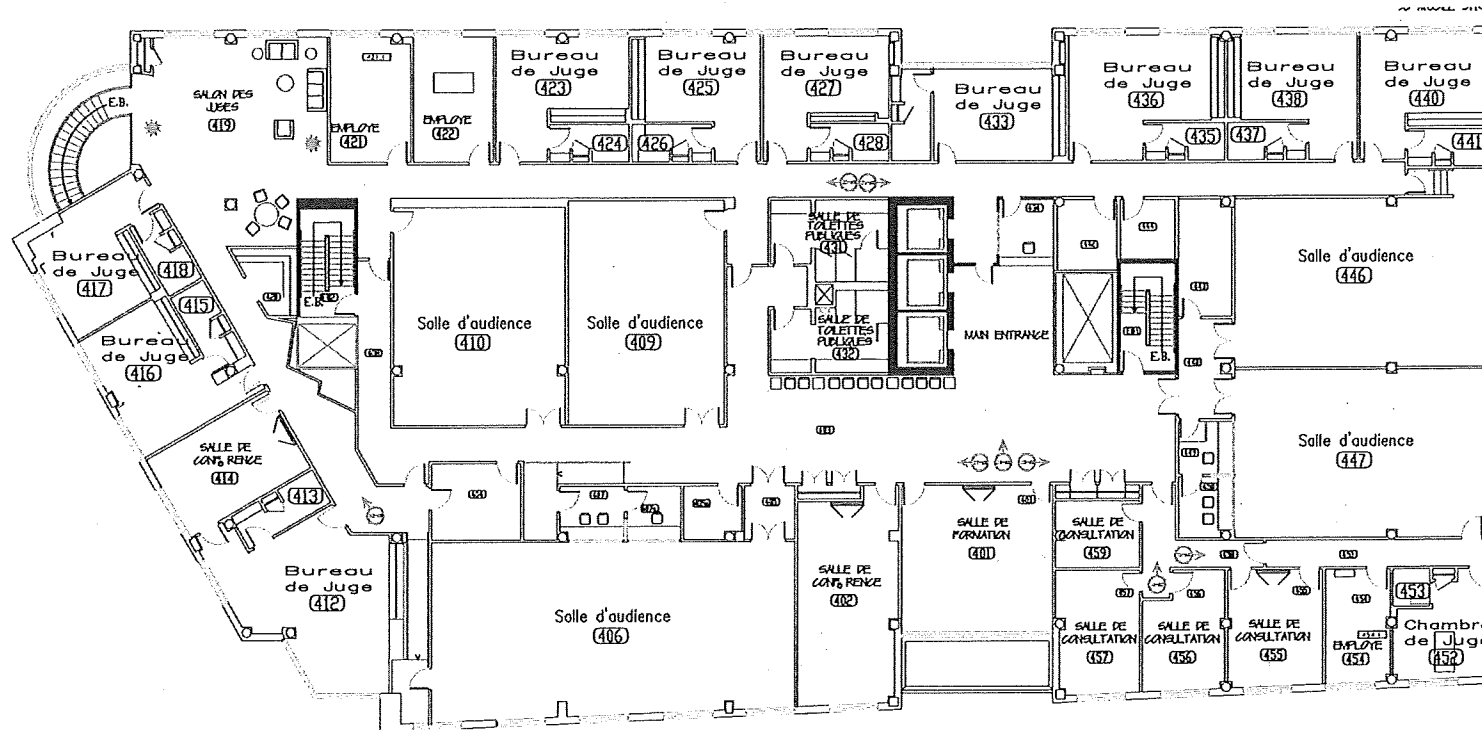 E.B.
SALON DES
JUGES
419
EMPLOYE
421
EMPLOYE
422
Bureau
de Juge
423
424
Bureau
de Juge
425
426
Bureau
de Juge
427
428
Bureau
de Juge
433
Bureau
de Juge
436
435
Bureau
de Juge
438
437
Bureau
de Juge
440
441
Bureau
de Juge
417
418
415
Bureau
de Juge
416
E.B.
Salle d'audience
410
Salle d'audience
409
SALLE DE
TOILETTES
PUBLIQUES
431
SALLE DE
TOILETTES
PUBLIQUES
432
MAIN ENTRANCE
E.B.
Salle d'audience
446
Salle d'audience
447
SALLE DE
414
413
Bureau
de Juge
412
Salle d'audience
406
SALLE DE
402
SALLE DE
FORMATION
401
SALLE DE
CONSULTATION
459
SALLE DE
CONSULTATION
457
SALLE DE
CONSULTATION
456
SALLE DE
CONSULTATION
455
EMPLOYE
454
453
Chambre
de Juge
452